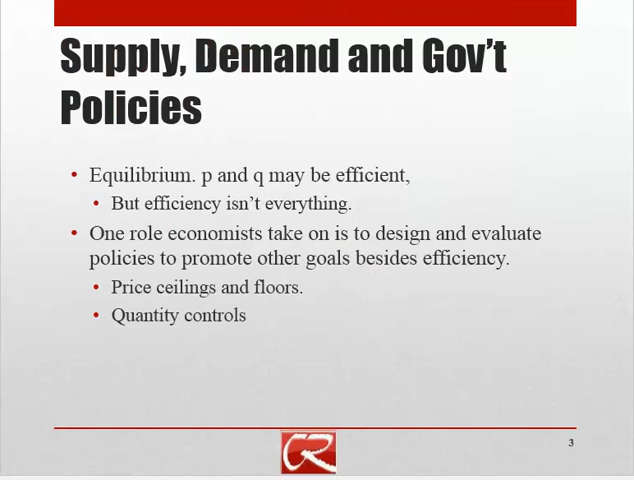 Supply, Demand and Gov't
Policies
• Equilibrium. p and q may be efficient,
• But efficiency isn't everything.
• One role economists take on is to design and evaluate
policies to promote other goals besides efficiency.
• Price ceilings and floors.
• Quantity controls
CR
3